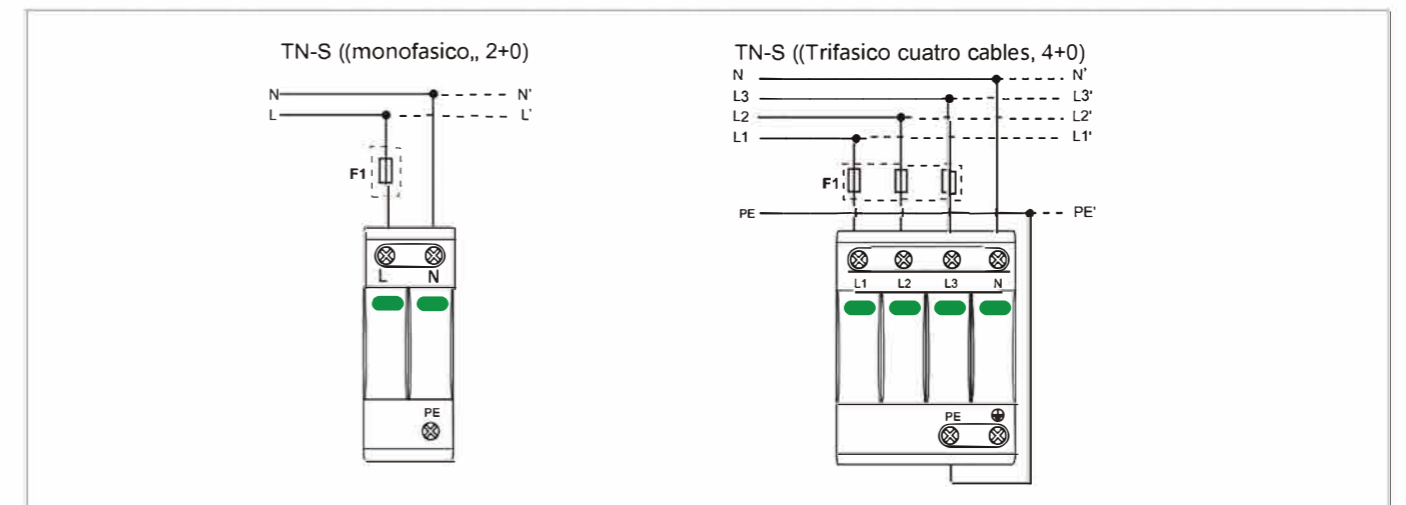 TN-S ((monofasico,, 2+0)
N N'
L L'
F1
L N
PE
TN-S ((Trifasico cuatro cables, 4+0)
N N'
L3 L3'
L2 L2'
L1 L1'
F1
PE PE'
L1 L2 L3 N
PE